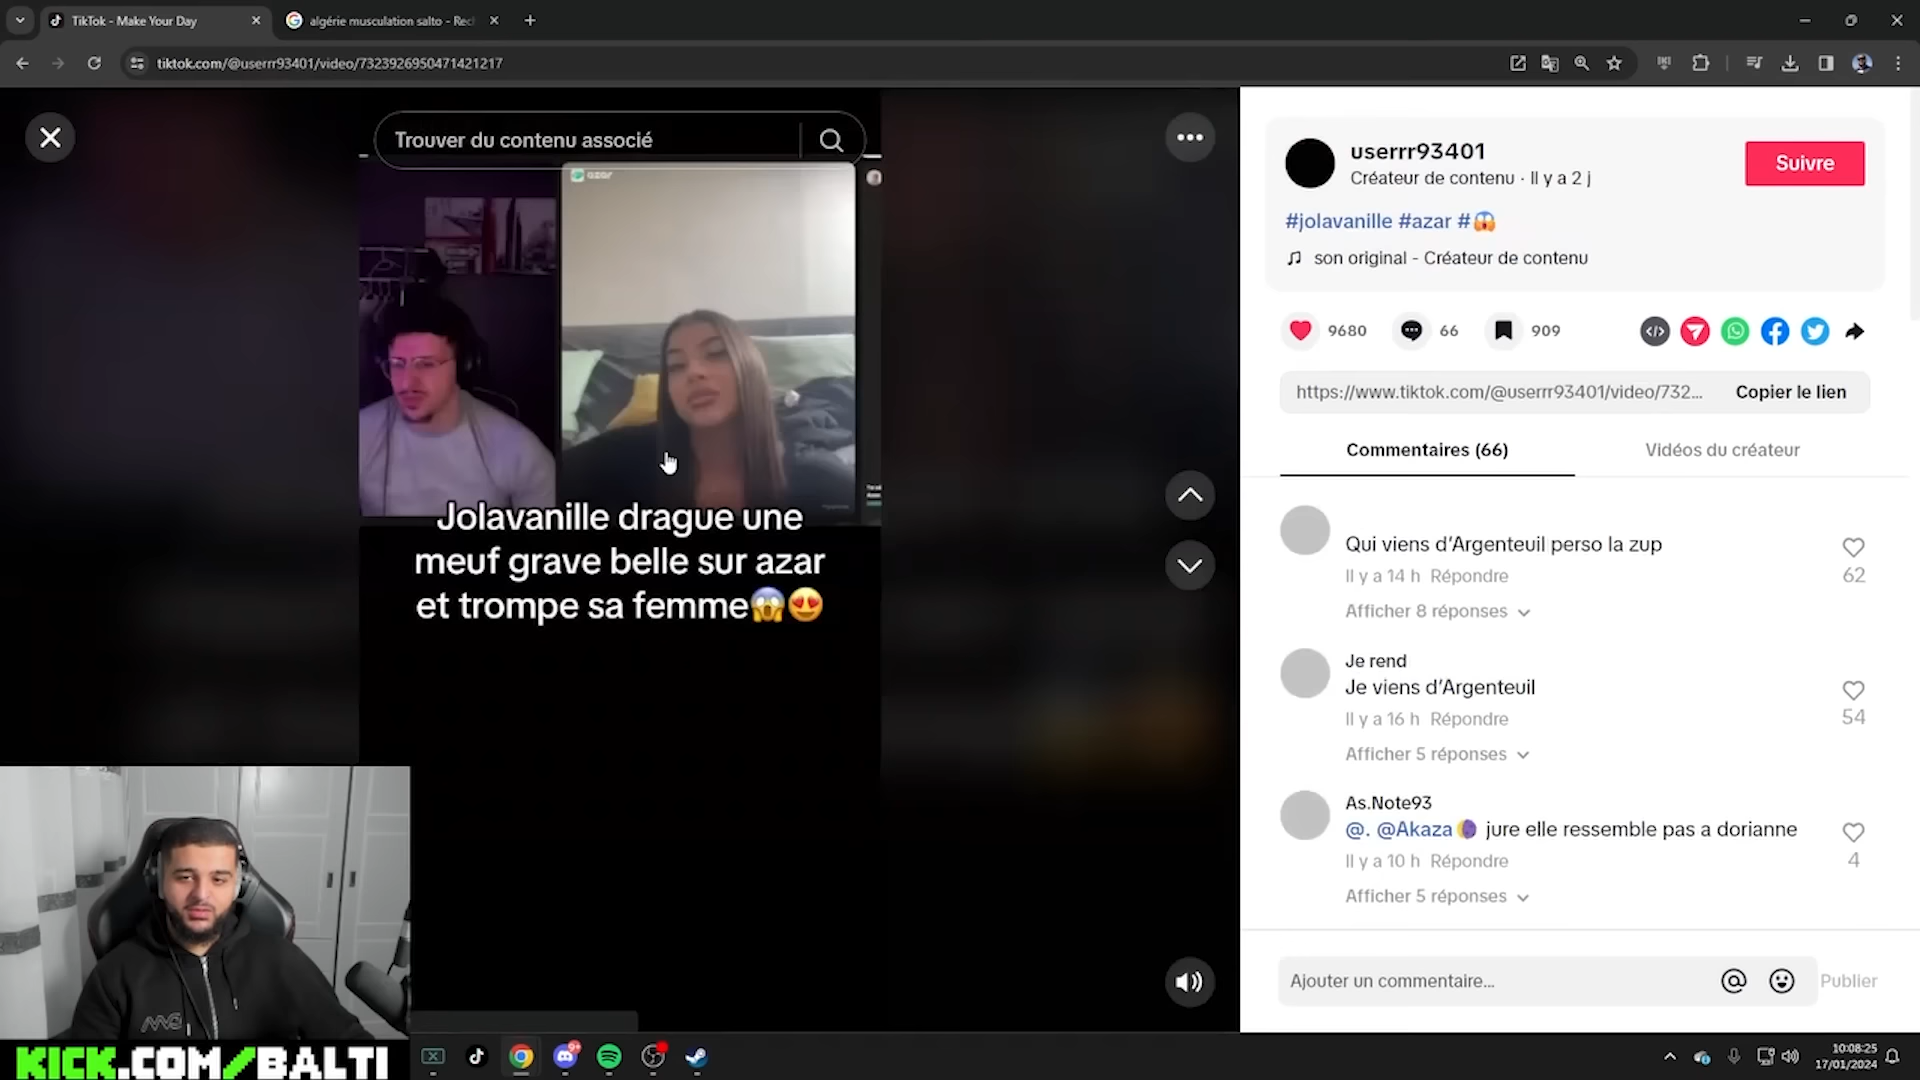 TikTok - Make Your Day
algérie musculation salto - Rec
tiktok.com/@userrr93401/video/7323926950471421217
Trouver du contenu associé
azar
Jolavanille drague une
meuf grave belle sur azar
et trompe sa femme😱😍
userrr93401
Créateur de contenu · Il y a 2 j
Suivre
#jolavanille #azar #😱
son original - Créateur de contenu
9680
66
909
https://www.tiktok.com/@userrr93401/video/732...
Copier le lien
Commentaires (66)
Vidéos du créateur
Qui viens d'Argenteuil perso la zup
Il y a 14 h Répondre
62
Afficher 8 réponses
Je rend
Je viens d'Argenteuil
Il y a 16 h Répondre
54
Afficher 5 réponses
As.Note93
@. @Akaza🌘 jure elle ressemble pas a dorianne
Il y a 10 h Répondre
4
Afficher 5 réponses
Ajouter un commentaire...
Publier
KICK.COM/BALTI
10:08:25
17/01/2024